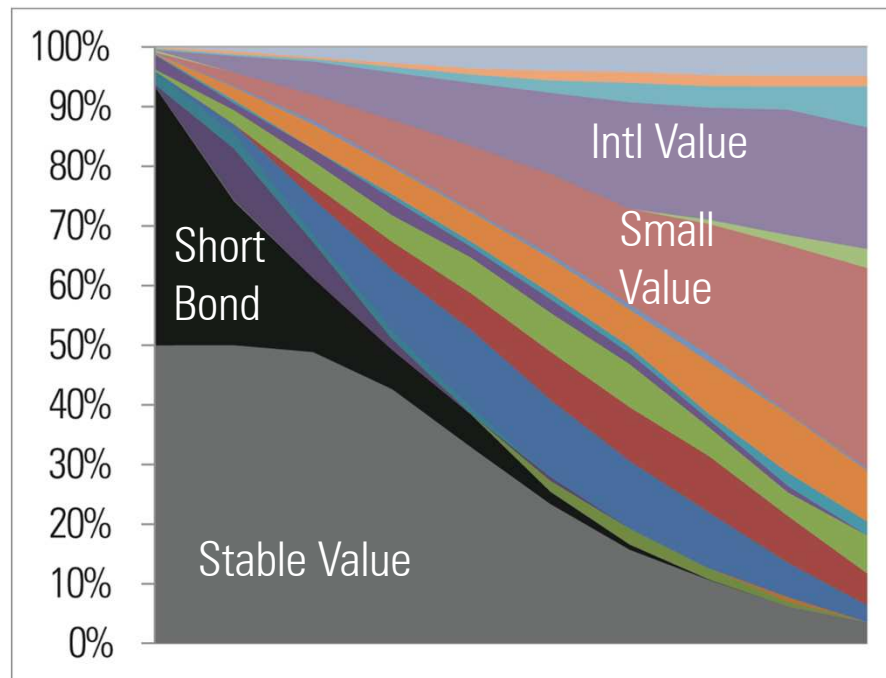 100%
90%
80%
70%
60%
50%
40%
30%
20%
10%
0%
Intl Value
Small
Value
Short
Bond
Stable Value